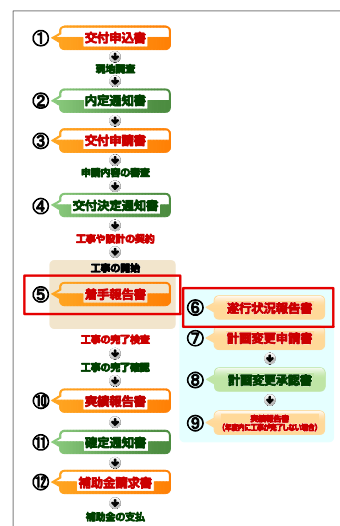 ① 交付申込書
現地調査
② 内定通知書
③ 交付申請書
申請内容の審査
④ 交付決定通知書
工事や設計の契約
工事の開始
⑤ 着手報告書
⑥ 遂行状況報告書
⑦ 計画変更申請書
⑧ 計画変更承認書
⑨ 実績報告書
(年度内に工事が完了しない場合)
工事の完了検査
工事の完了確認
⑩ 実績報告書
⑪ 確定通知書
⑫ 補助金請求書
補助金の支払